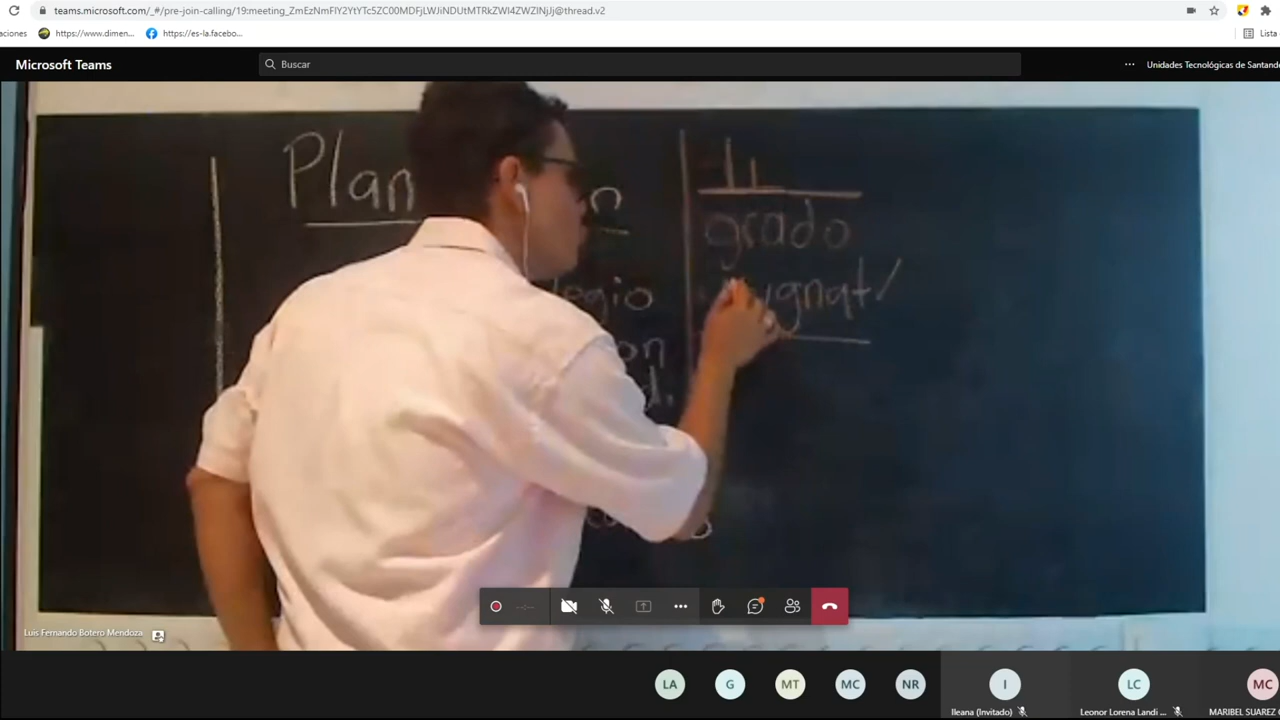 teams.microsoft.com/_#/pre-join-calling/19:meeting_ZmEzNmFlY2YtYTc5ZC00MDFjLWJiNDUtMTRkZWI4ZWZlNjJj@thread.v2
aciones https://www.dimen... https://es-la.facebo... Lista
Microsoft Teams Buscar ... Unidades Tecnológicas de Santande
Plan
grado
legio
on
d.
Luis Fernando Botero Mendoza
LA G MT MC NR I LC MC
Ileana (Invitado) Leonor Lorena Landi ... MARIBEL SUAREZ